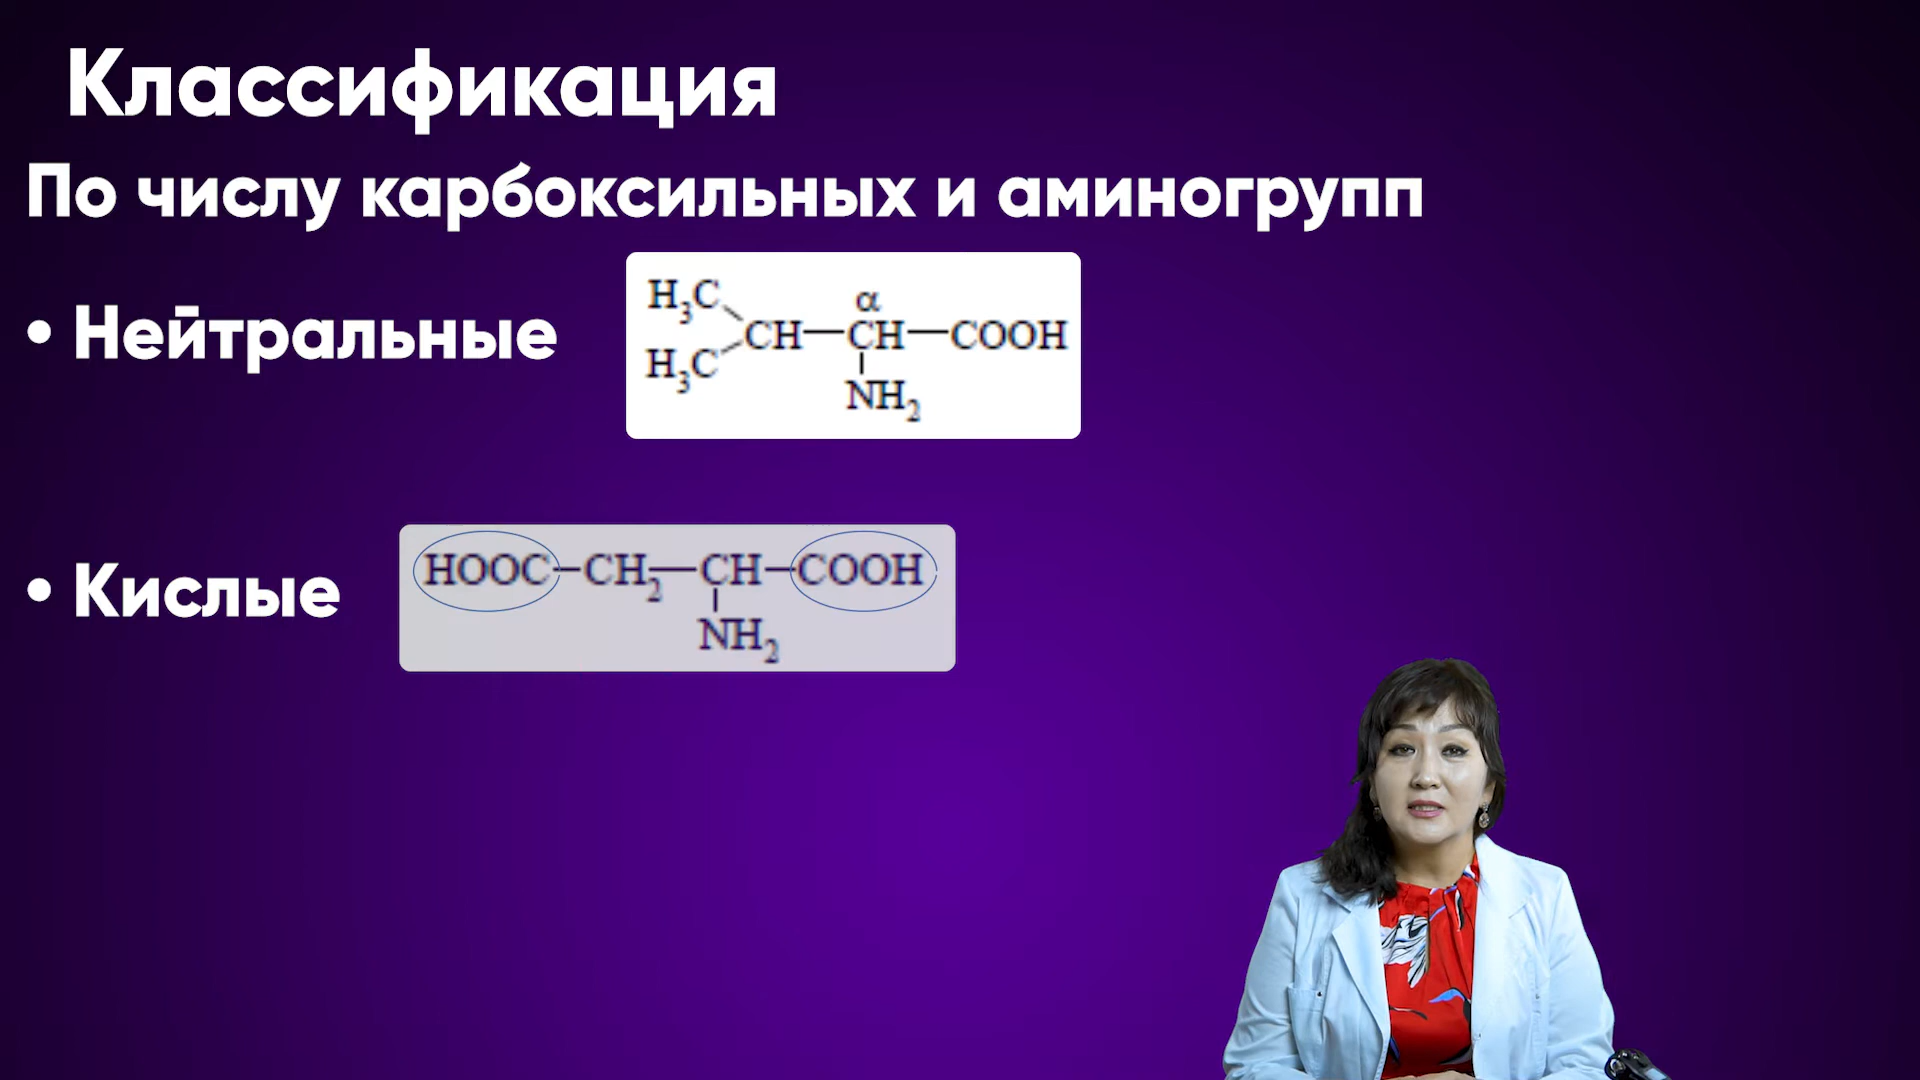 Классификация
По числу карбоксильных и аминогрупп
• Нейтральные
H₃C
α
CH—CH—COOH
H₃C
NH₂
• Кислые
HOOC—CH₂—CH—COOH
NH₂